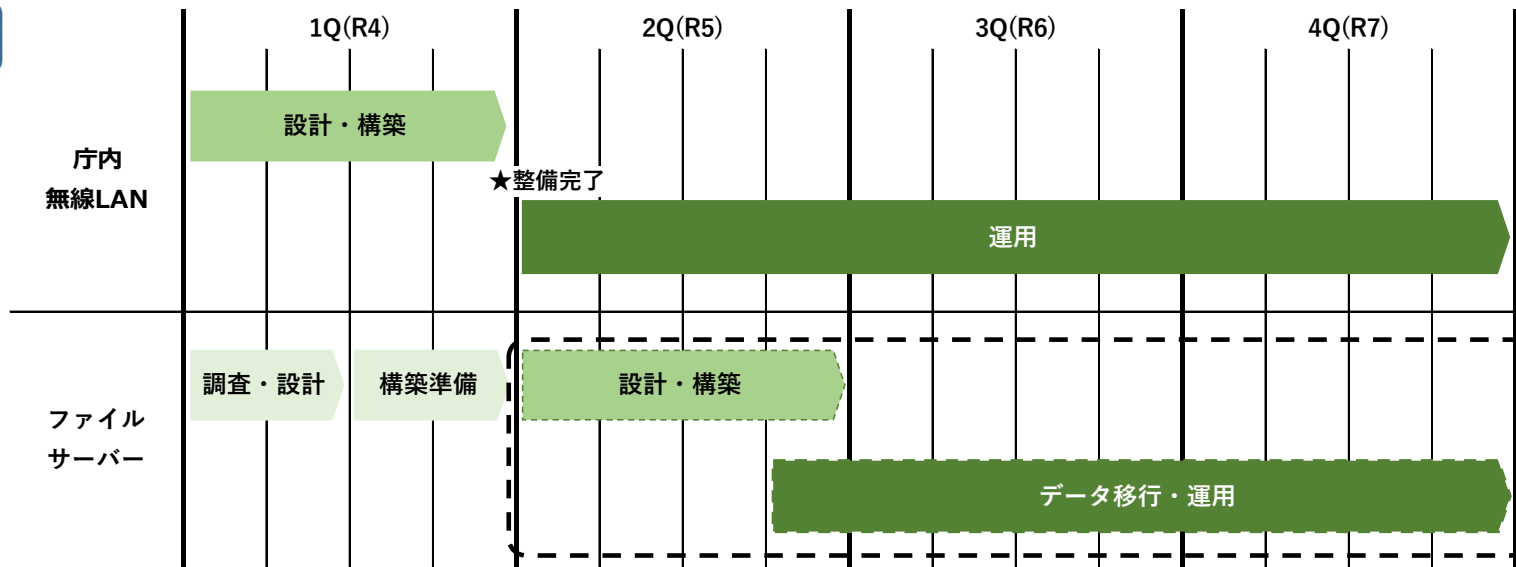 1Q(R4)
2Q(R5)
3Q(R6)
4Q(R7)
庁内
無線LAN
設計・構築
★整備完了
運用
ファイル
サーバー
調査・設計
構築準備
設計・構築
データ移行・運用